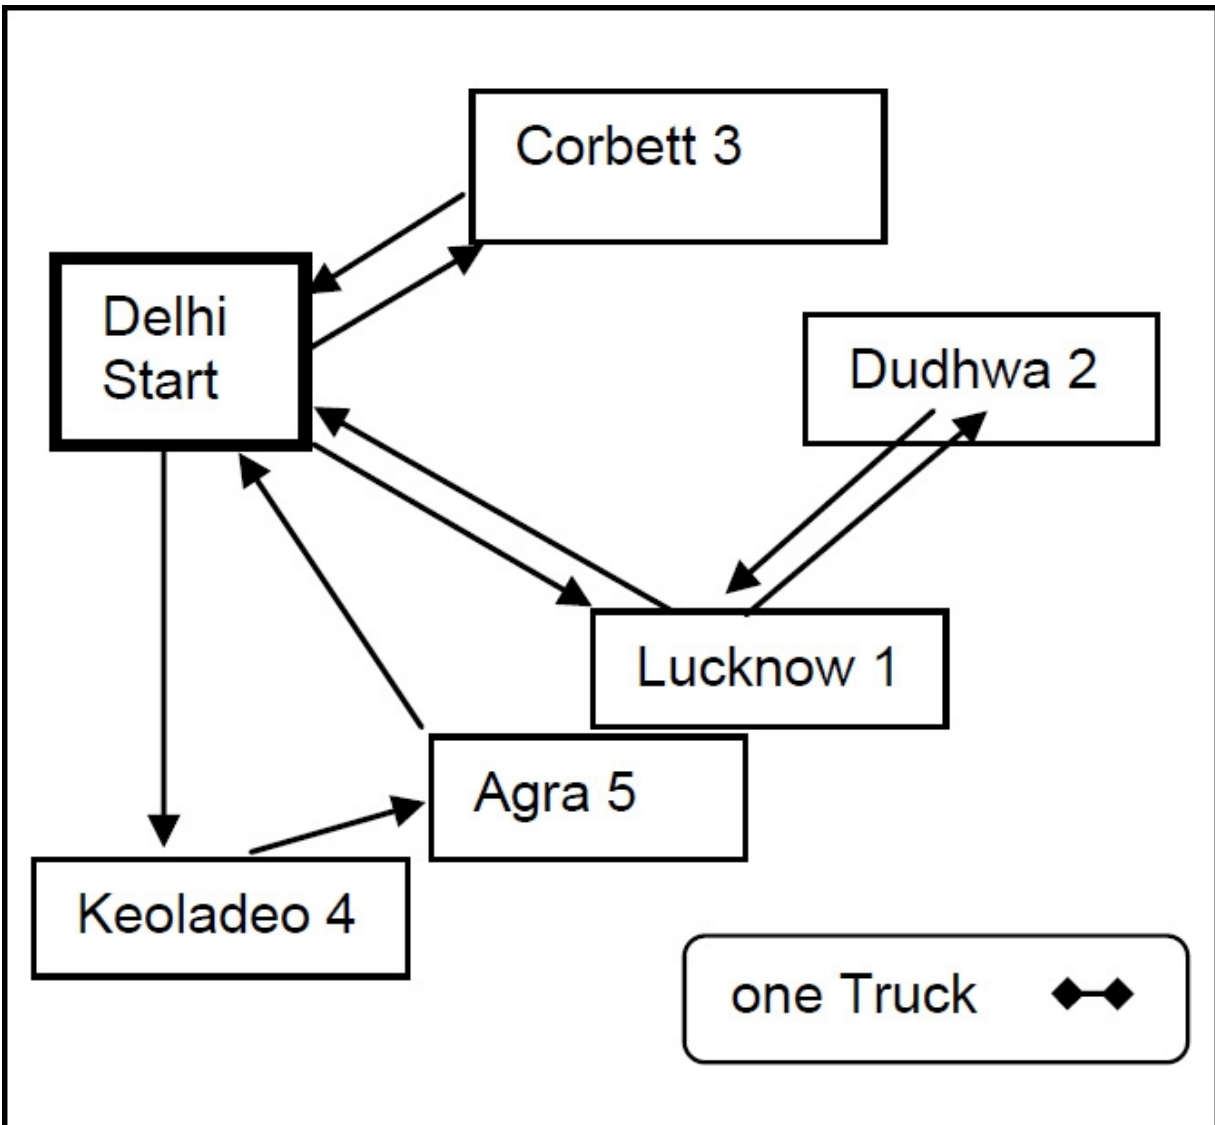 Corbett 3
Delhi
Start
Dudhwa 2
Lucknow 1
Agra 5
Keoladeo 4
one Truck